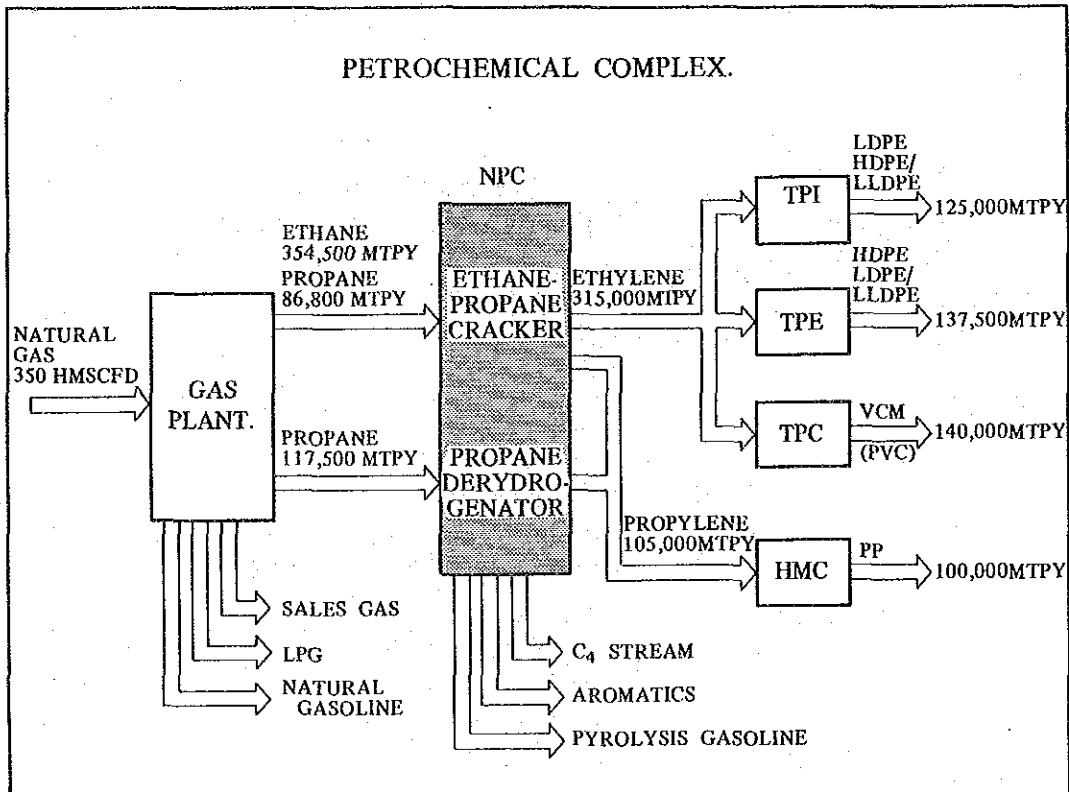 PETROCHEMICAL COMPLEX.
NATURAL
GAS
350 HMSCFD
GAS
PLANT.
ETHANE
354,500 MTPY
PROPANE
86,800 MTPY
PROPANE
117,500 MTPY
SALES GAS
LPG
NATURAL
GASOLINE
NPC
ETHANE-
PROPANE
CRACKER
PROPANE
DERYDRO-
GENATOR
C₄ STREAM
AROMATICS
PYROLYSIS GASOLINE
ETHYLENE
315,000MTPY
PROPYLENE
105,000MTPY
TPI
LDPE
HDPE/
LLDPE
125,000MTPY
TPE
HDPE
LDPE/
LLDPE
137,500MTPY
TPC
VCM
(PVC)
140,000MTPY
HMC
PP
100,000MTPY